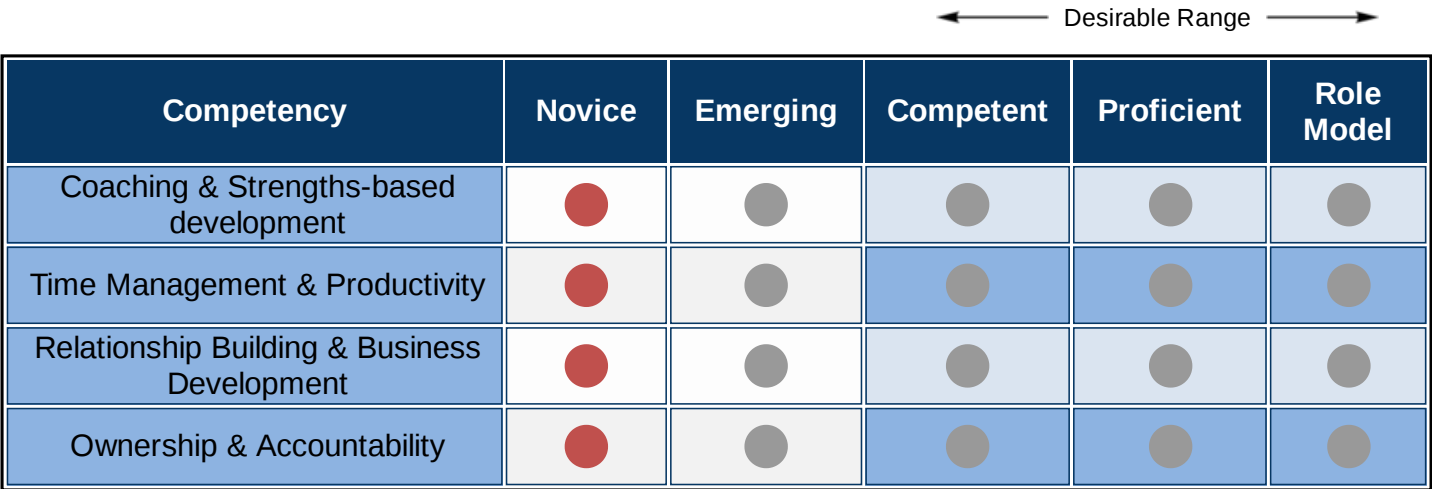 Desirable Range
Competency Novice Emerging Competent Proficient Role Model
Coaching & Strengths-based
development
Time Management & Productivity
Relationship Building & Business
Development
Ownership & Accountability